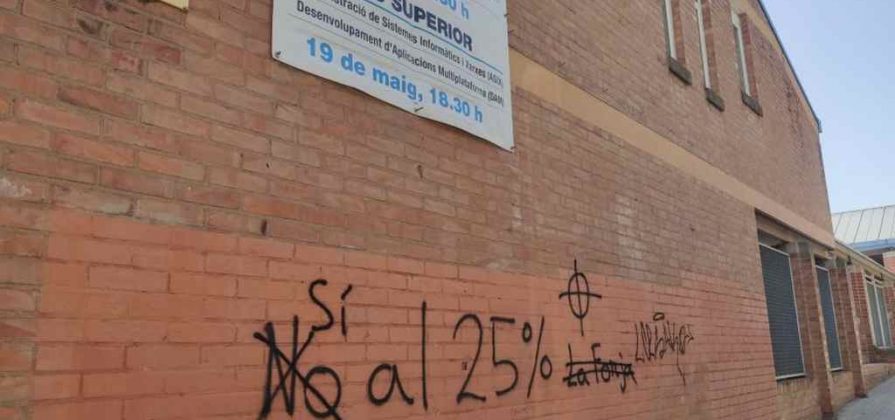 SUPERIOR
Administració de Sistemes Informàtics i Xarxes (ASIX)
Desenvolupament d'Aplicacions Multiplataforma (DAM)
19 de maig, 18.30 h
Sí
No al 25%
La Forja